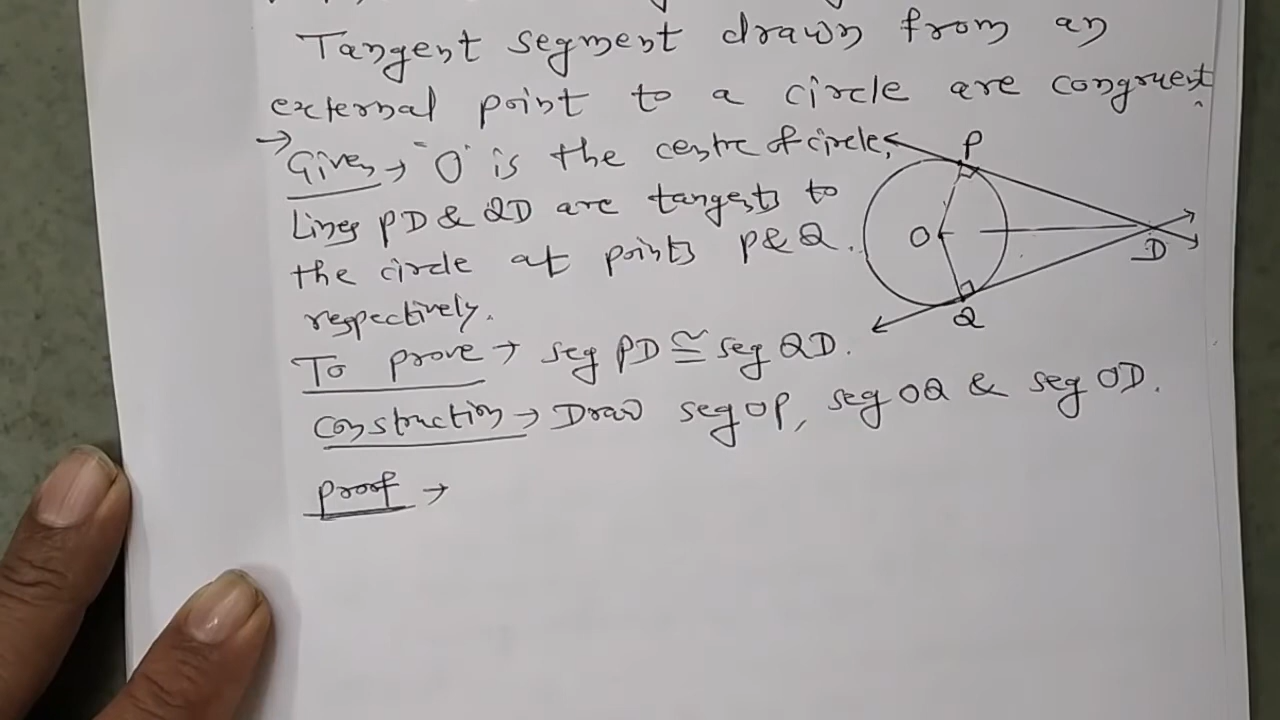 Tangent segment drawn from an
external point to a circle are congruent.
→ Given → "O" is the centre of circle,
Lines PD & QD are tangents to
the circle at points P & Q.
respectively.
To prove → seg PD ≅ seg QD.
Construction → Draw seg OP, seg OQ & seg OD.
Proof →
P
O
D
Q